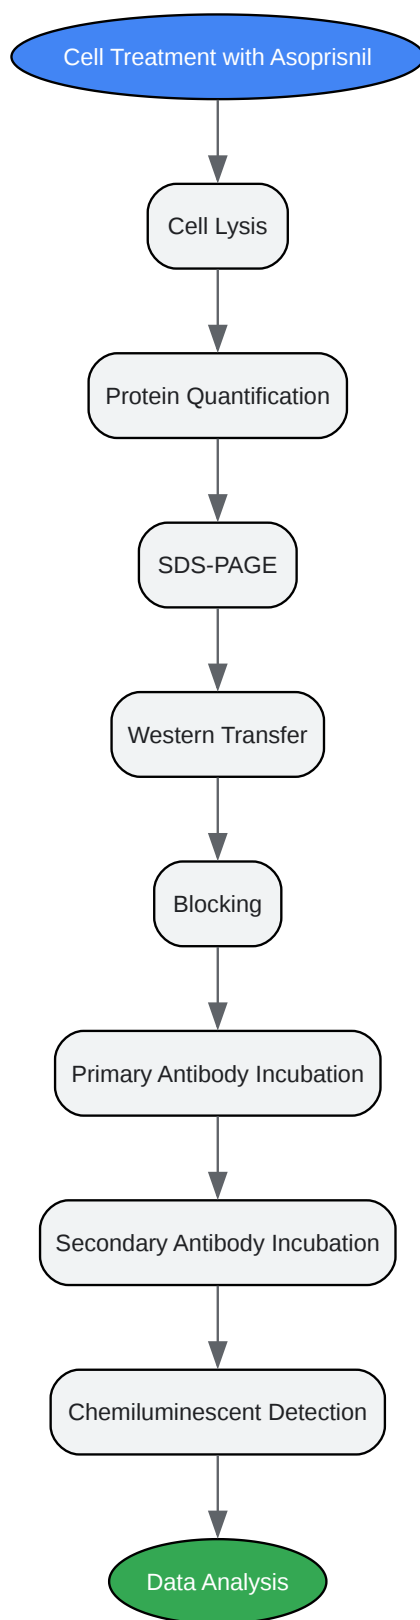 Cell Treatment with Asoprisnil
Cell Lysis
Protein Quantification
SDS-PAGE
Western Transfer
Blocking
Primary Antibody Incubation
Secondary Antibody Incubation
Chemiluminescent Detection
Data Analysis